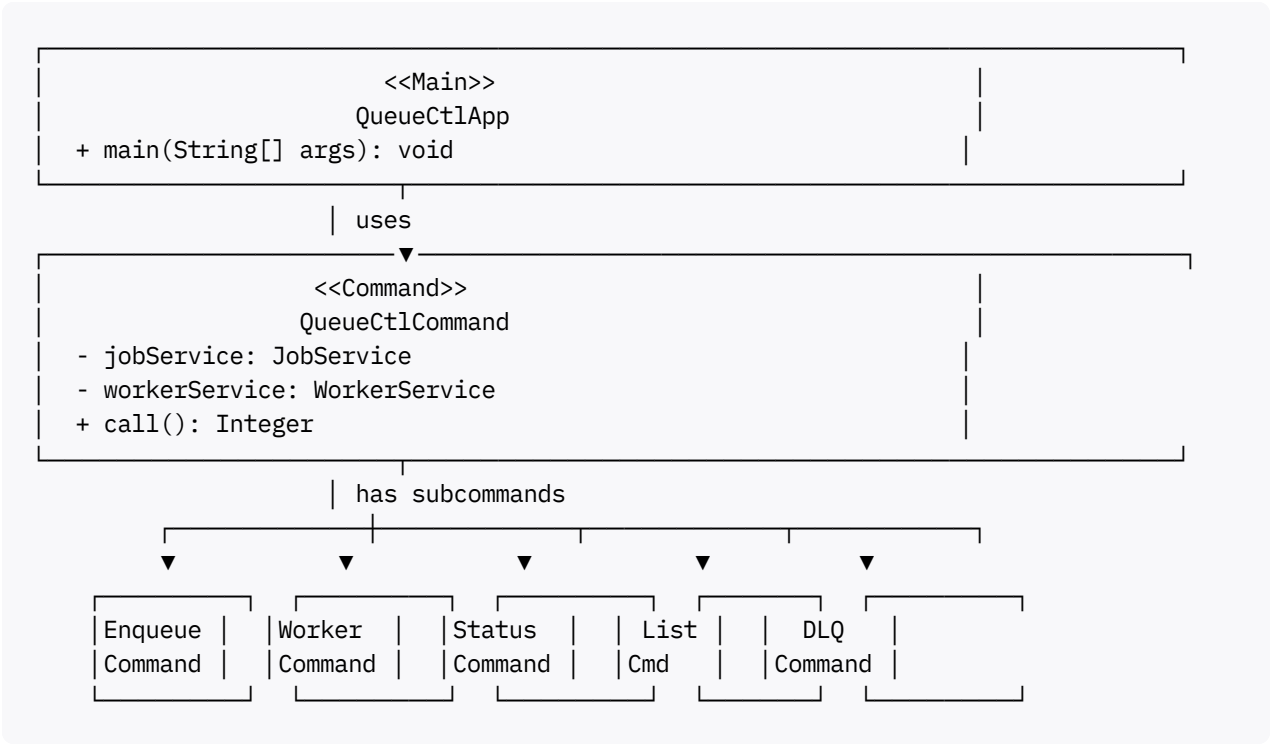 <<Main>>
QueueCtlApp
+ main(String[] args): void
uses
<<Command>>
QueueCtlCommand
- jobService: JobService
- workerService: WorkerService
+ call(): Integer
has subcommands
Enqueue Worker Status List DLQ
Command Command Command Cmd Command